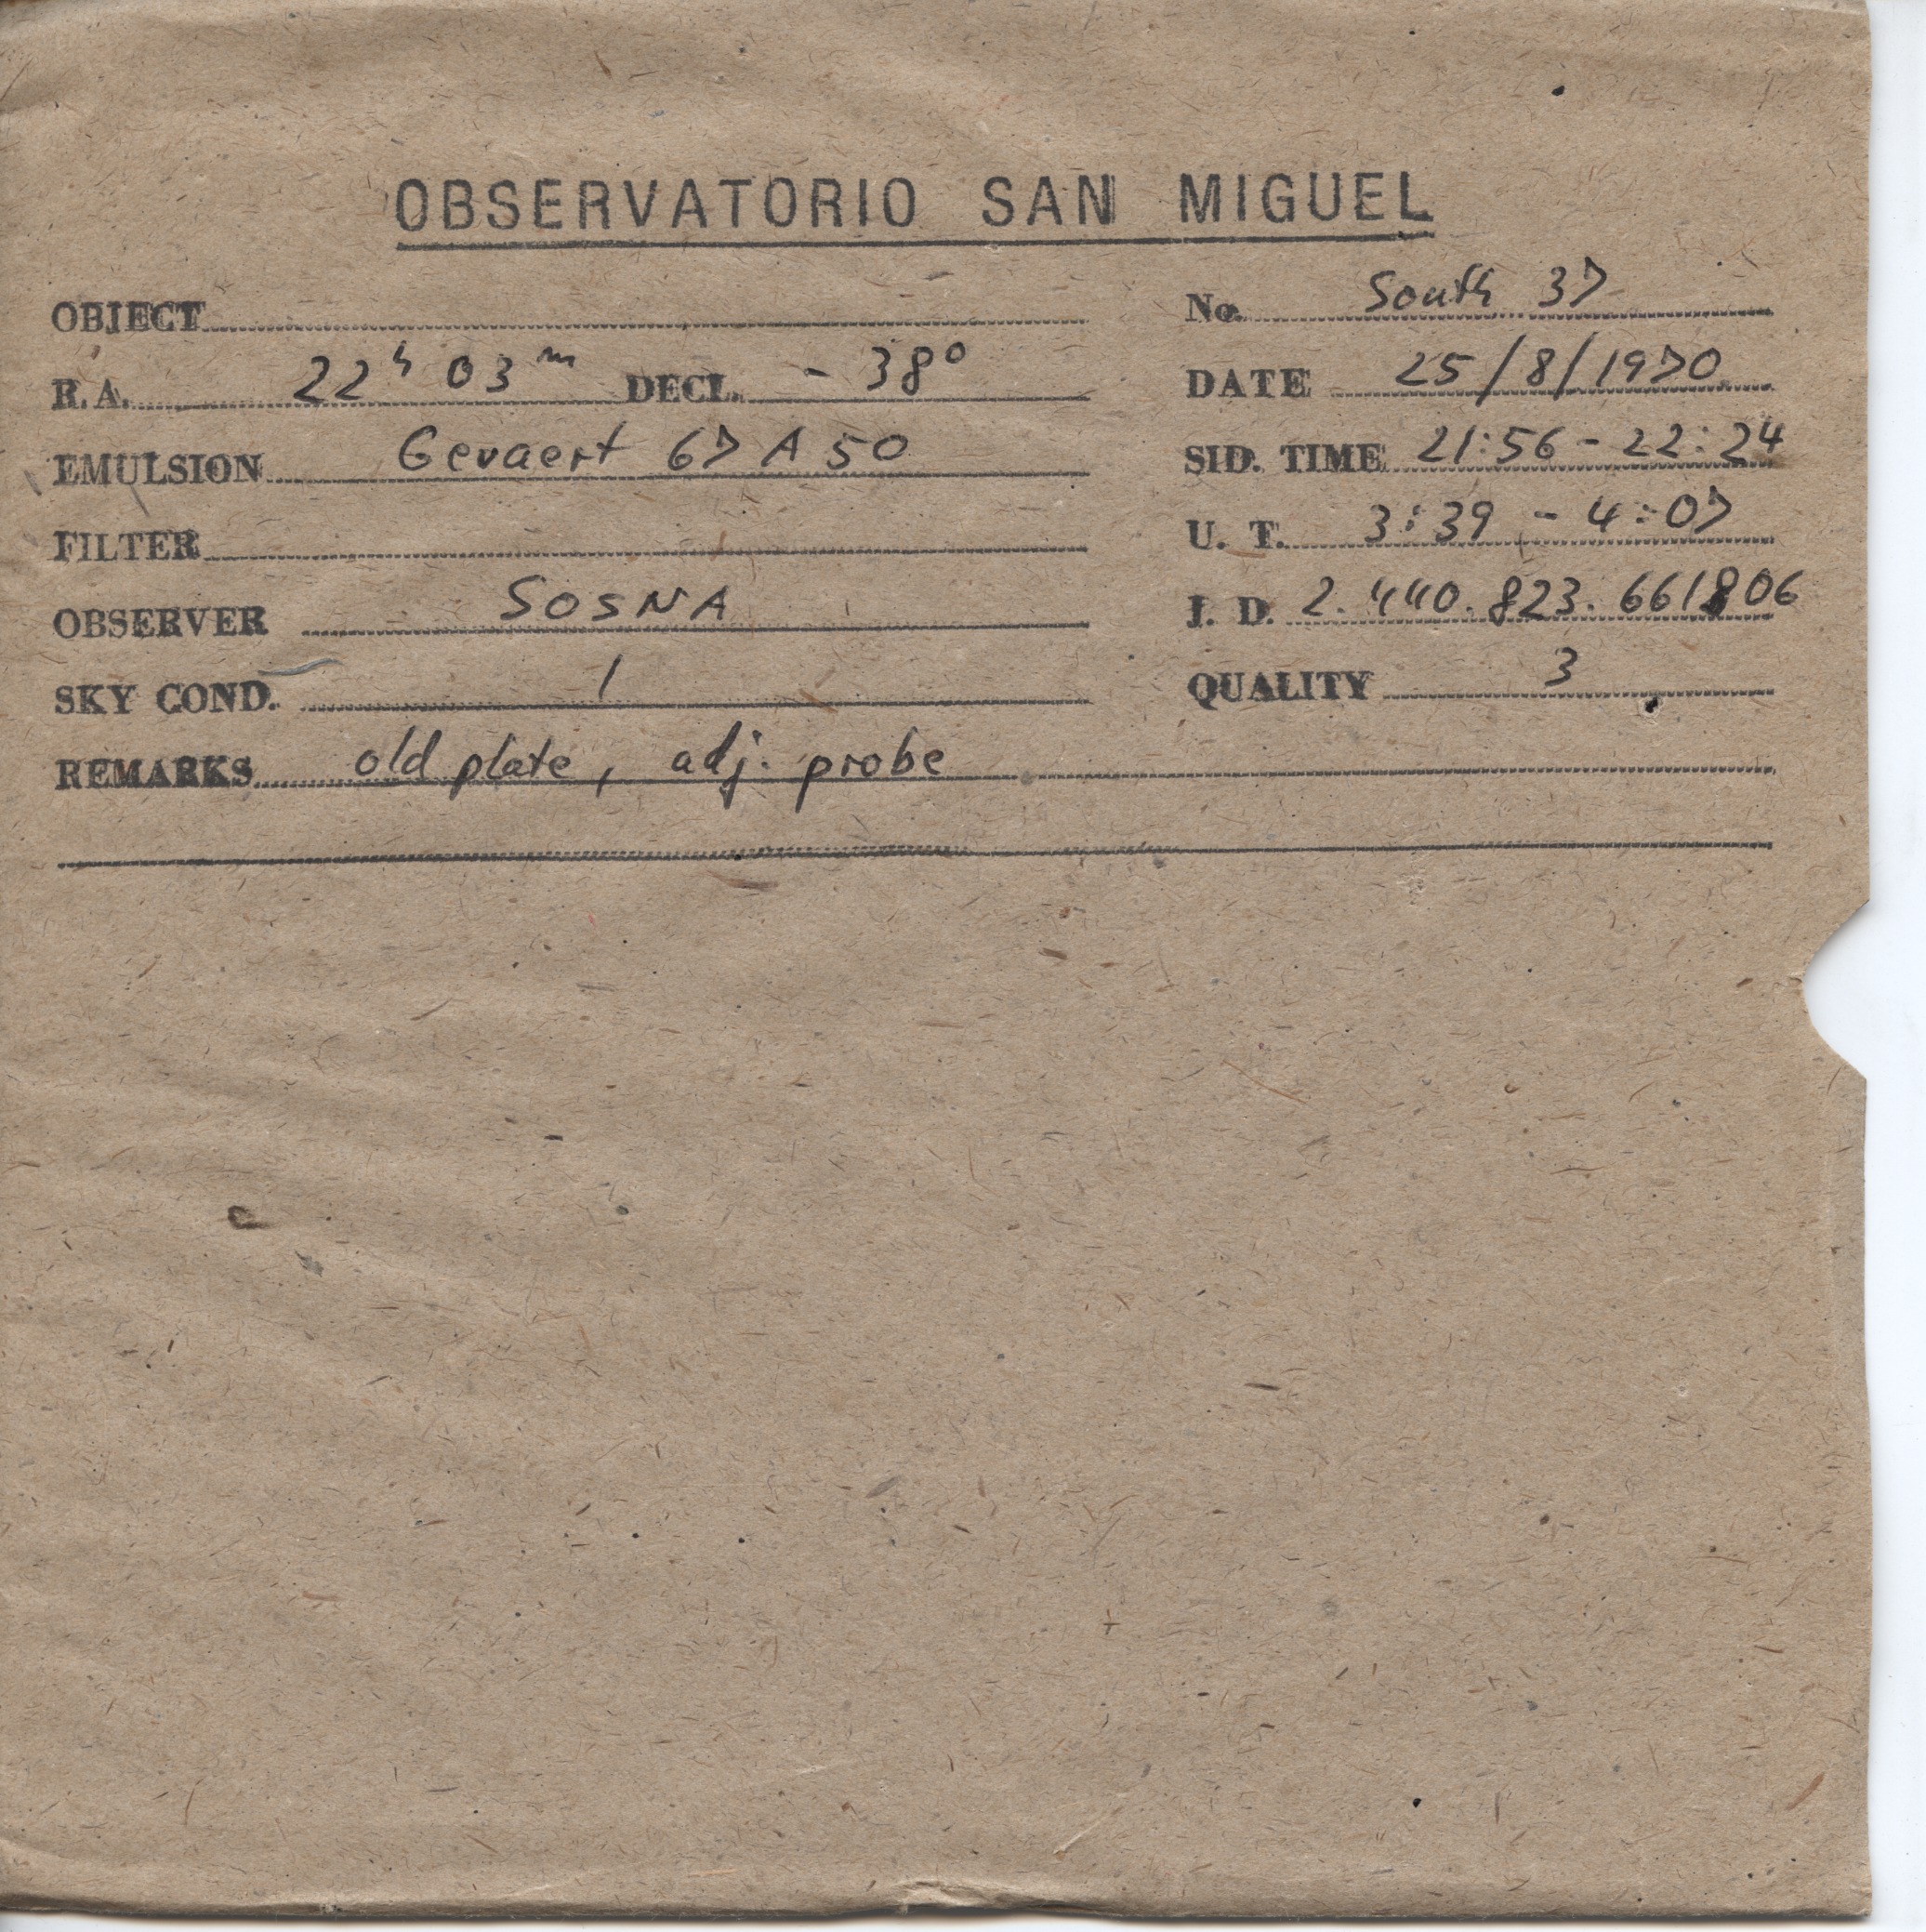 OBSERVATORIO SAN MIGUEL
OBJECT
No. South 37
R.A. 22h 03m DECL. - 38°
DATE 25/8/1970
EMULSION Gevaert 67 A 50
SID. TIME 21:56 - 22:24
FILTER
U. T. 3:39 - 4:07
OBSERVER SOSNA
J. D. 2.440.823.661806
SKY COND. 1
QUALITY 3
REMARKS old plate, adj. probe